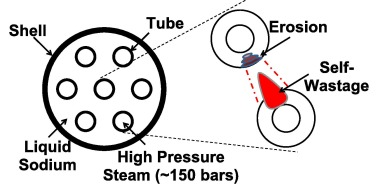 Shell
Tube
Erosion
Self-
Wastage
Liquid
Sodium
High Pressure
Steam (~150 bars)